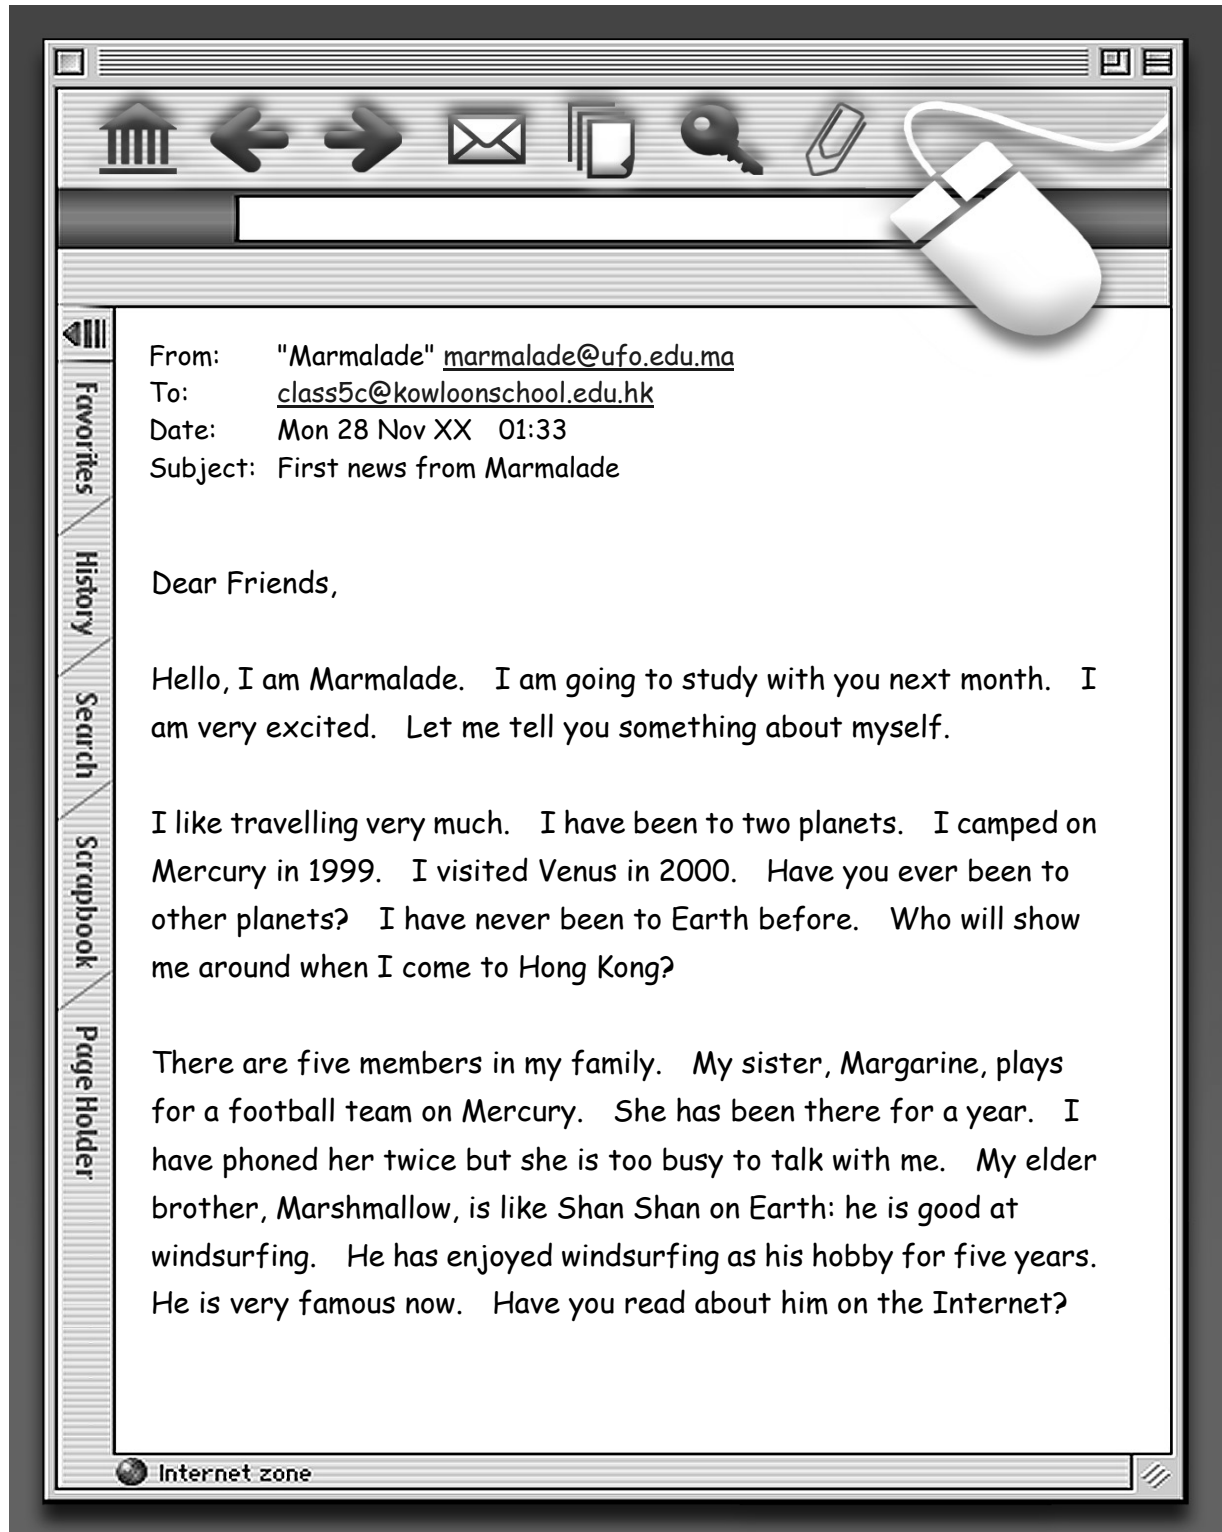 From: "Marmalade" marmalade@ufo.edu.ma
To: class5c@kowloonschool.edu.hk
Date: Mon 28 Nov XX 01:33
Subject: First news from Marmalade
Dear Friends,
Hello, I am Marmalade. I am going to study with you next month. I
am very excited. Let me tell you something about myself.
I like travelling very much. I have been to two planets. I camped on
Mercury in 1999. I visited Venus in 2000. Have you ever been to
other planets? I have never been to Earth before. Who will show
me around when I come to Hong Kong?
There are five members in my family. My sister, Margarine, plays
for a football team on Mercury. She has been there for a year. I
have phoned her twice but she is too busy to talk with me. My elder
brother, Marshmallow, is like Shan Shan on Earth: he is good at
windsurfing. He has enjoyed windsurfing as his hobby for five years.
He is very famous now. Have you read about him on the Internet?
Favorites
History
Search
Scrapbook
Page Holder
Internet zone